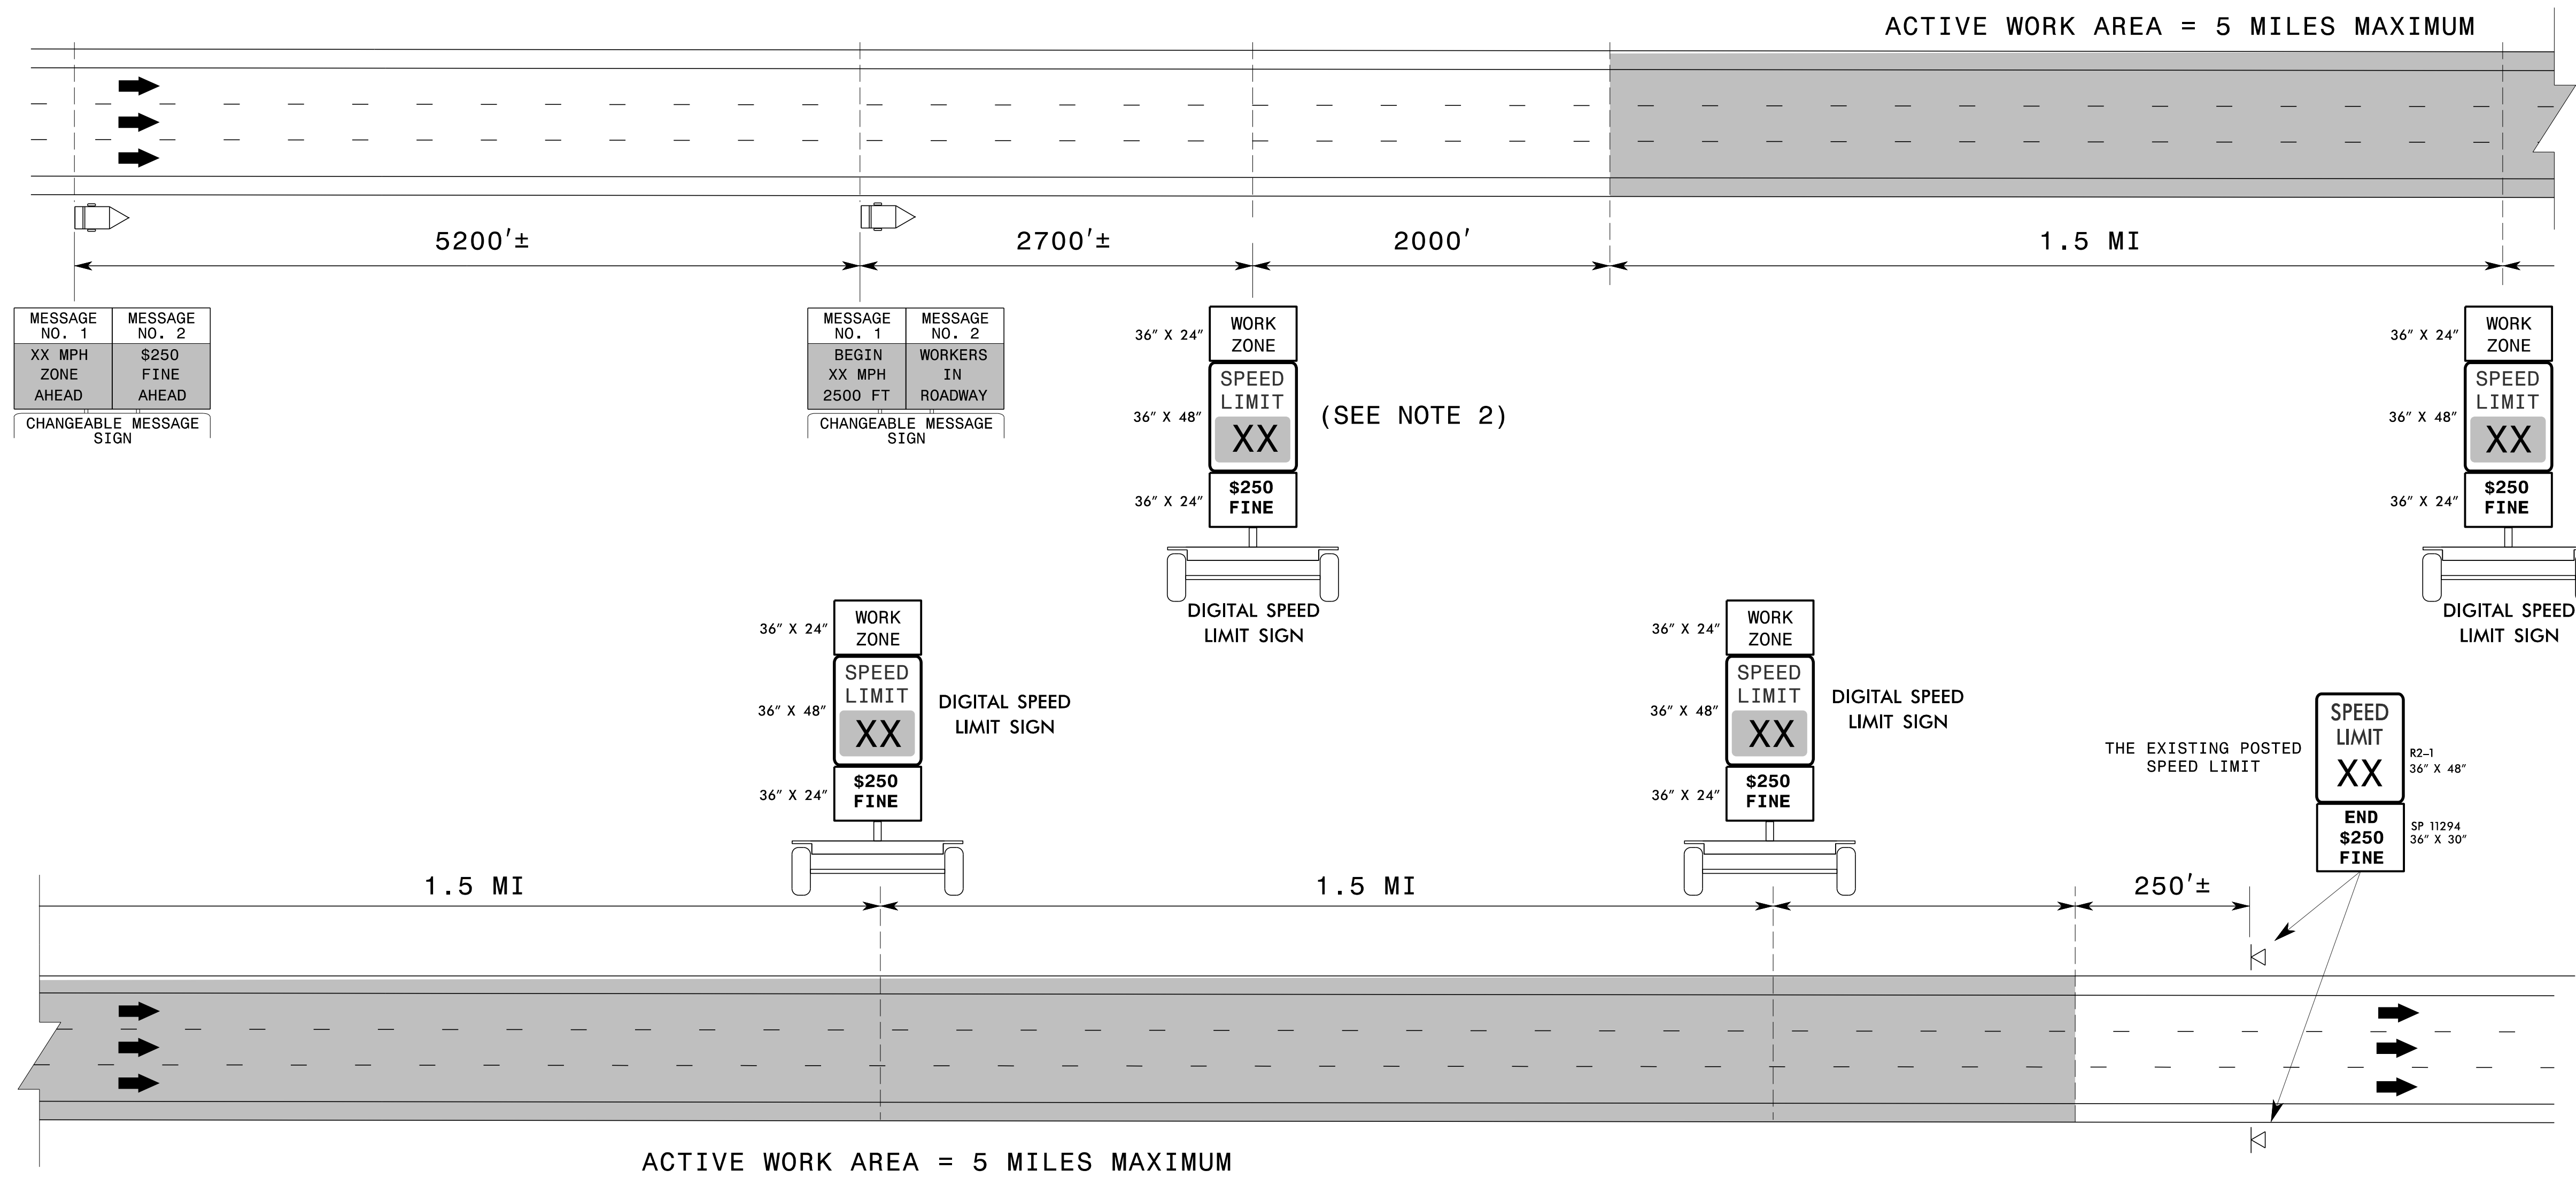 ACTIVE WORK AREA = 5 MILES MAXIMUM
5200'±
2700'±
2000'
1.5 MI
MESSAGE NO. 1
MESSAGE NO. 2
XX MPH
ZONE
AHEAD
$250
FINE
AHEAD
CHANGEABLE MESSAGE
SIGN
MESSAGE NO. 1
MESSAGE NO. 2
BEGIN
XX MPH
2500 FT
WORKERS
IN
ROADWAY
CHANGEABLE MESSAGE
SIGN
36" X 24"
WORK
ZONE
36" X 48"
SPEED
LIMIT
XX
(SEE NOTE 2)
36" X 24"
$250
FINE
DIGITAL SPEED
LIMIT SIGN
36" X 24"
WORK
ZONE
36" X 48"
SPEED
LIMIT
XX
36" X 24"
$250
FINE
DIGITAL SPEED
LIMIT SIGN
36" X 24"
WORK
ZONE
36" X 48"
SPEED
LIMIT
XX
DIGITAL SPEED
LIMIT SIGN
36" X 24"
$250
FINE
36" X 24"
WORK
ZONE
36" X 48"
SPEED
LIMIT
XX
DIGITAL SPEED
LIMIT SIGN
36" X 24"
$250
FINE
THE EXISTING POSTED
SPEED LIMIT
SPEED
LIMIT
XX
R2-1
36" X 48"
END
$250
FINE
SP 11294
36" X 30"
1.5 MI
1.5 MI
250'±
ACTIVE WORK AREA = 5 MILES MAXIMUM